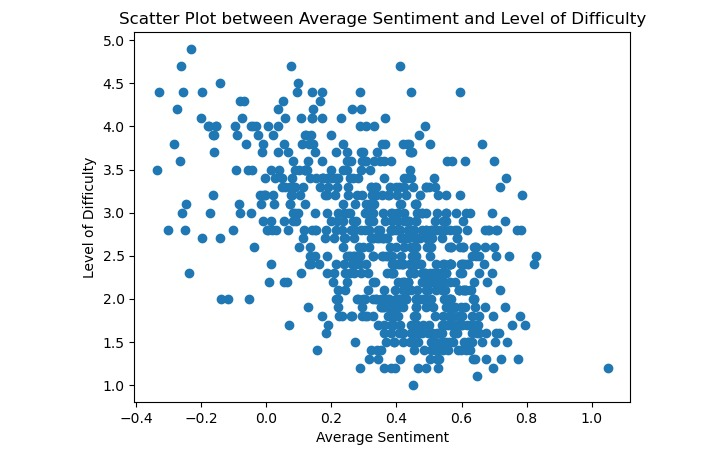 Scatter Plot between Average Sentiment and Level of Difficulty
5.0
4.5
4.0
3.5
3.0
2.5
2.0
1.5
1.0
Level of Difficulty
−0.4 −0.2 0.0 0.2 0.4 0.6 0.8 1.0
Average Sentiment